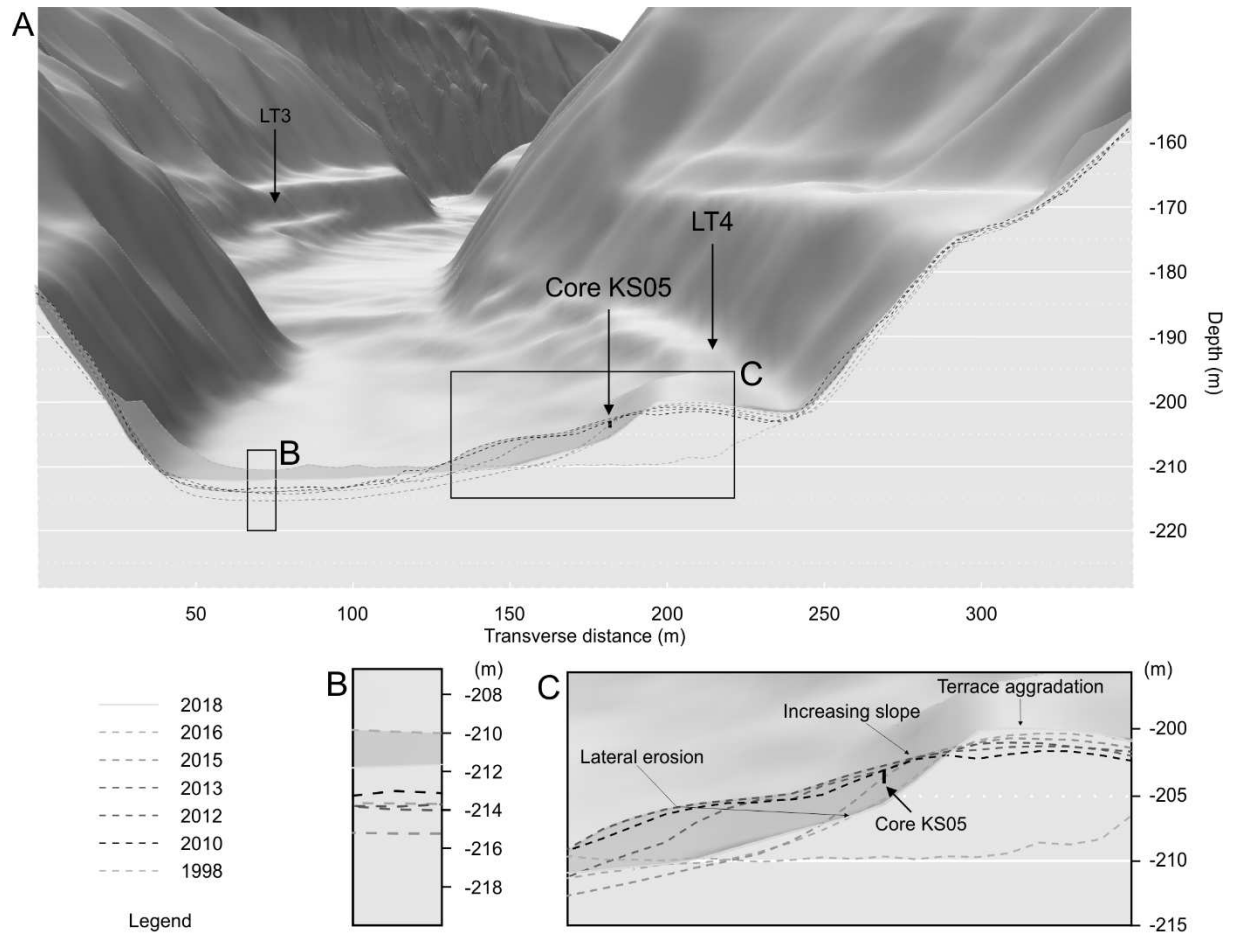 A
LT3
LT4
Core KS05
C
B
-160
-170
-180
-190
-200
-210
-220
Depth (m)
50
100
150
200
250
300
Transverse distance (m)
2018
2016
2015
2013
2012
2010
1998
Legend
B
(m)
-208
-210
-212
-214
-216
-218
C
(m)
Terrace aggradation
Increasing slope
Lateral erosion
Core KS05
-200
-205
-210
-215